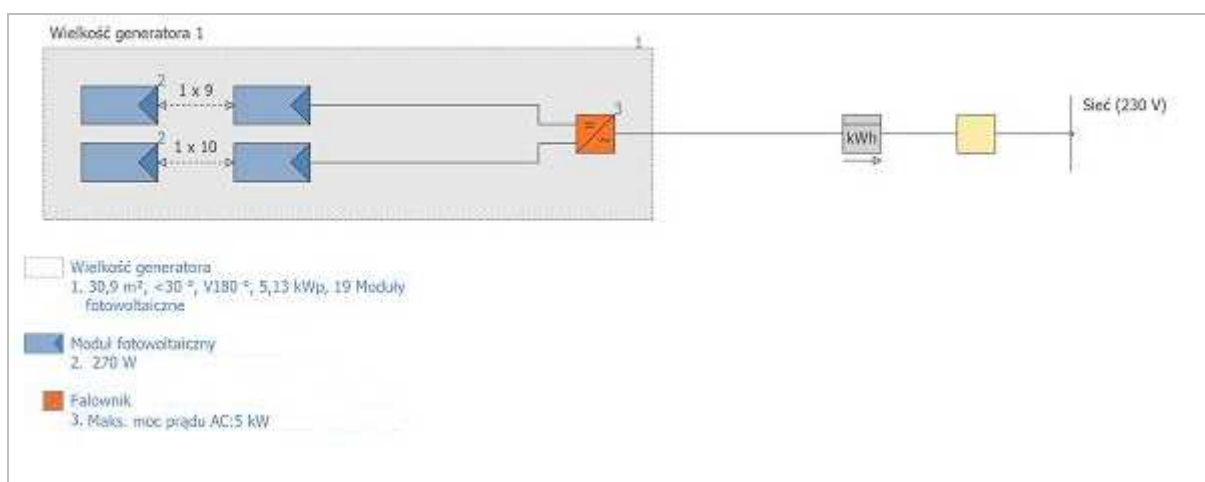 Wielkość generatora 1
1
2
1 x 9
3
2
1 x 10
= ~
kWh
Sieć (230 V)
Wielkość generatora
1. 30,9 m², <30 °, V180 °, 5,13 kWp, 19 Moduły
fotowoltaiczne
Moduł fotowoltaiczny
2. 270 W
Falownik
3. Maks. moc prądu AC:5 kW